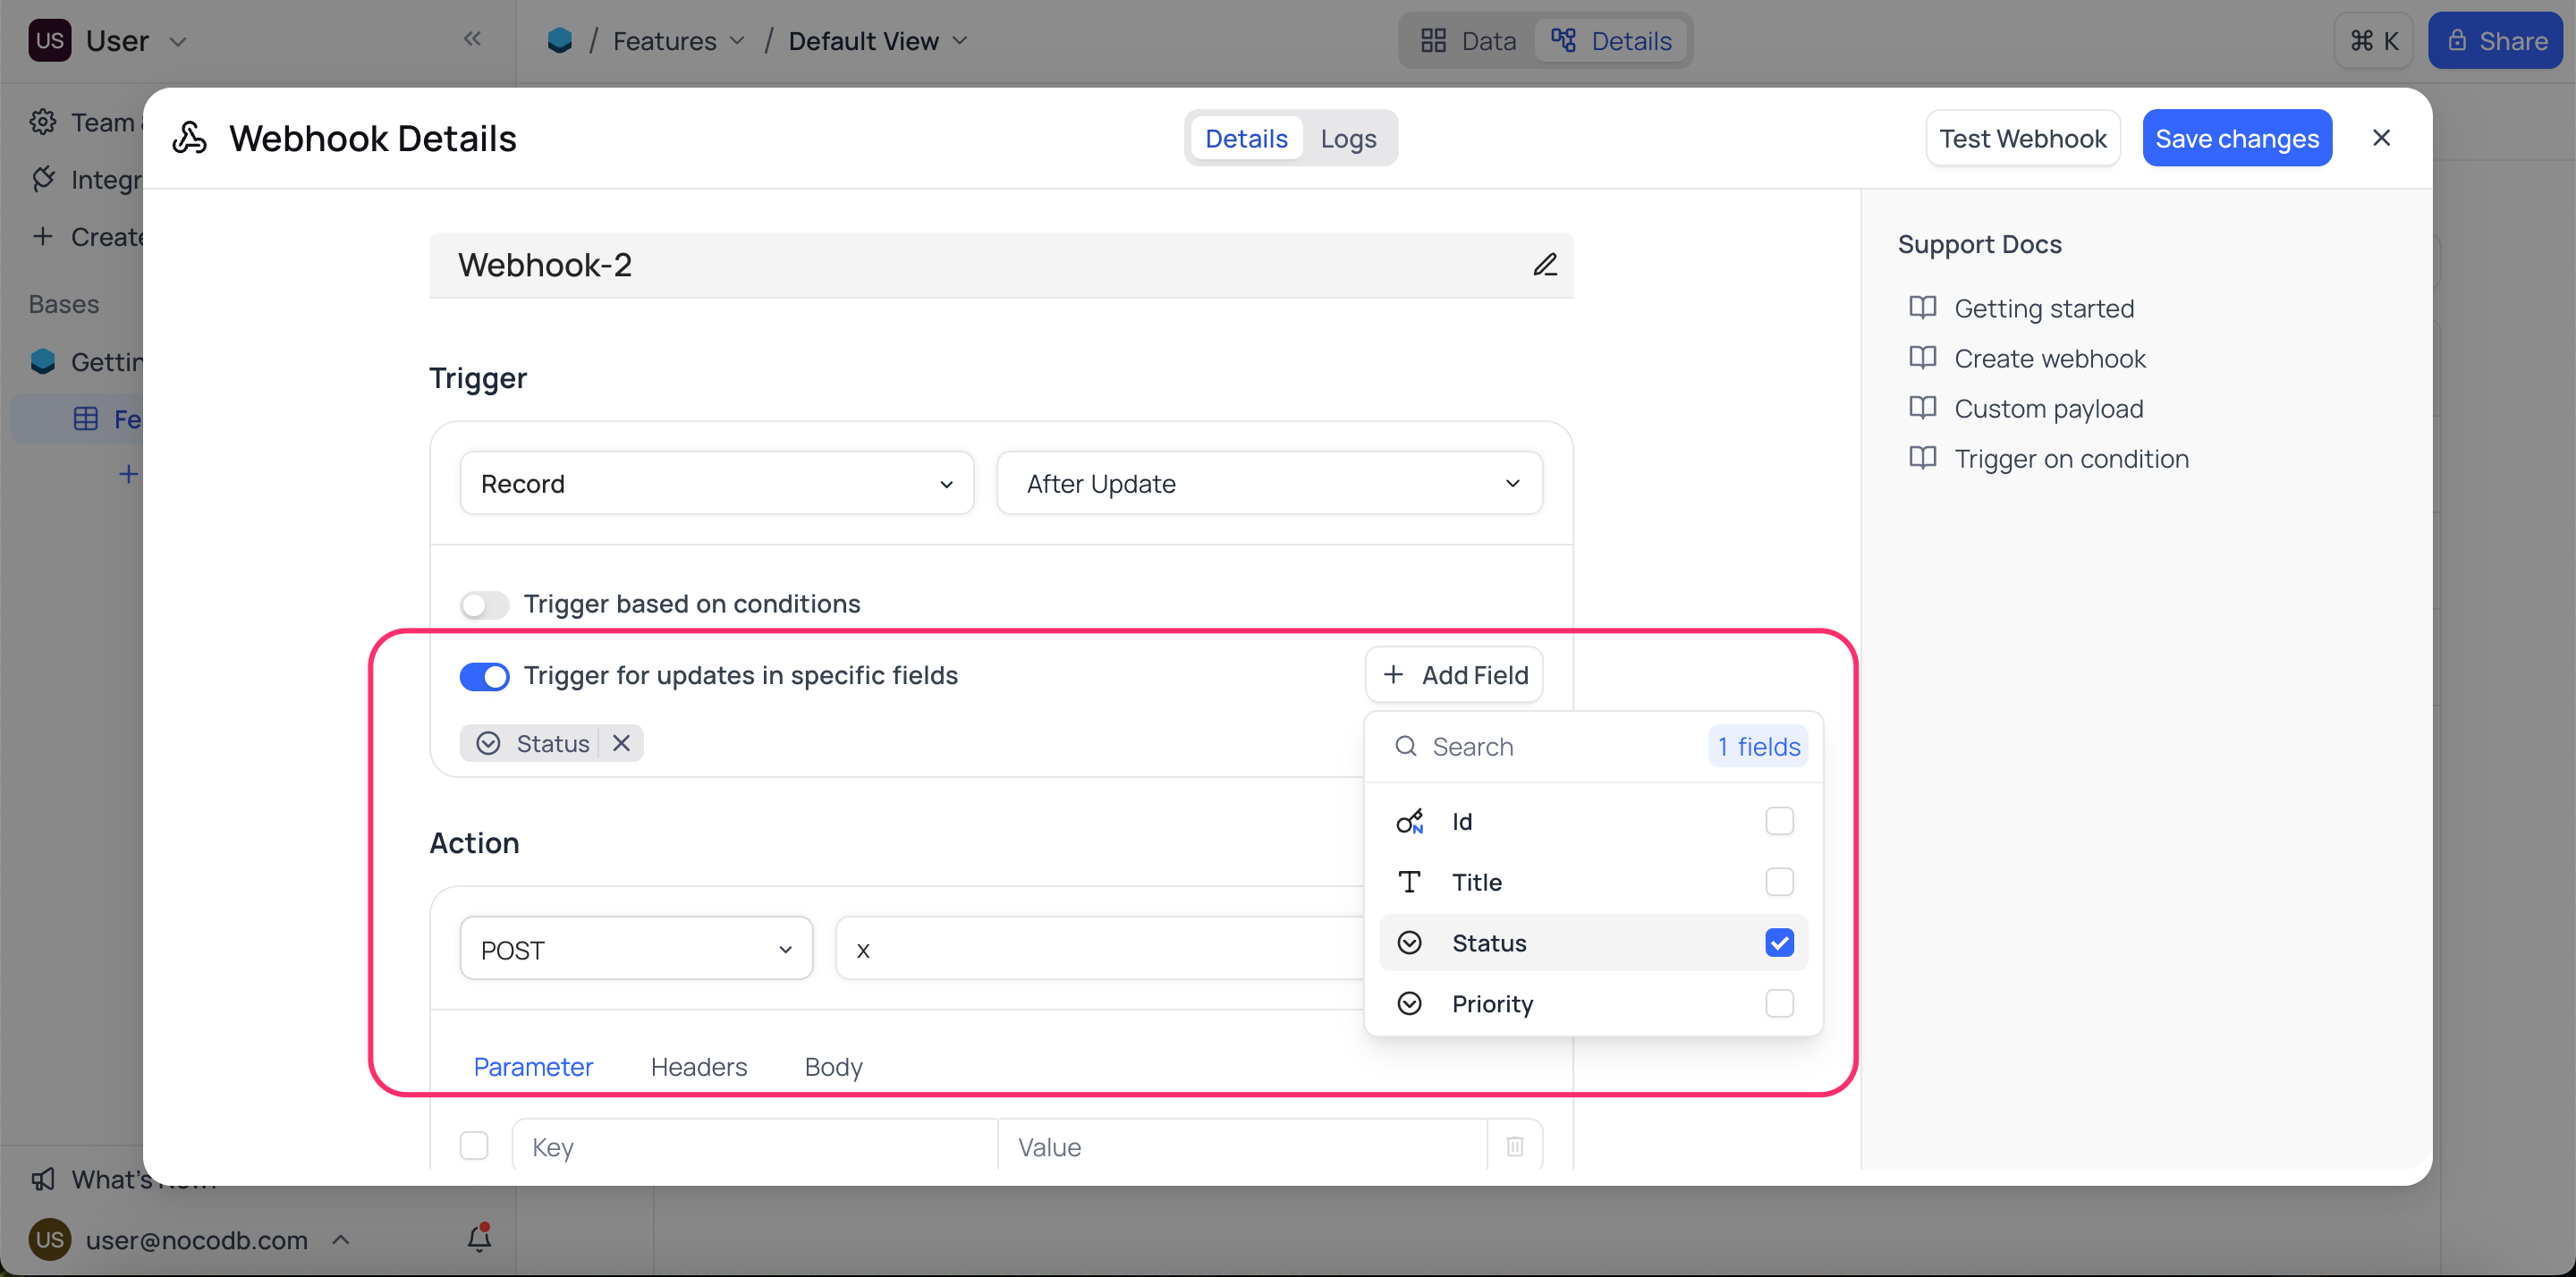 US User
/ Features / Default View
Data Details
⌘ K Share
Team
Integr
Create
Bases
Gettin
Fe
Webhook Details
Details Logs
Test Webhook Save changes
Webhook-2
Trigger
Record After Update
Trigger based on conditions
Trigger for updates in specific fields
+ Add Field
Status
Search 1 fields
Id
Title
Status
Priority
Action
POST x
Parameter Headers Body
Key Value
Support Docs
Getting started
Create webhook
Custom payload
Trigger on condition
What's
US user@nocodb.com